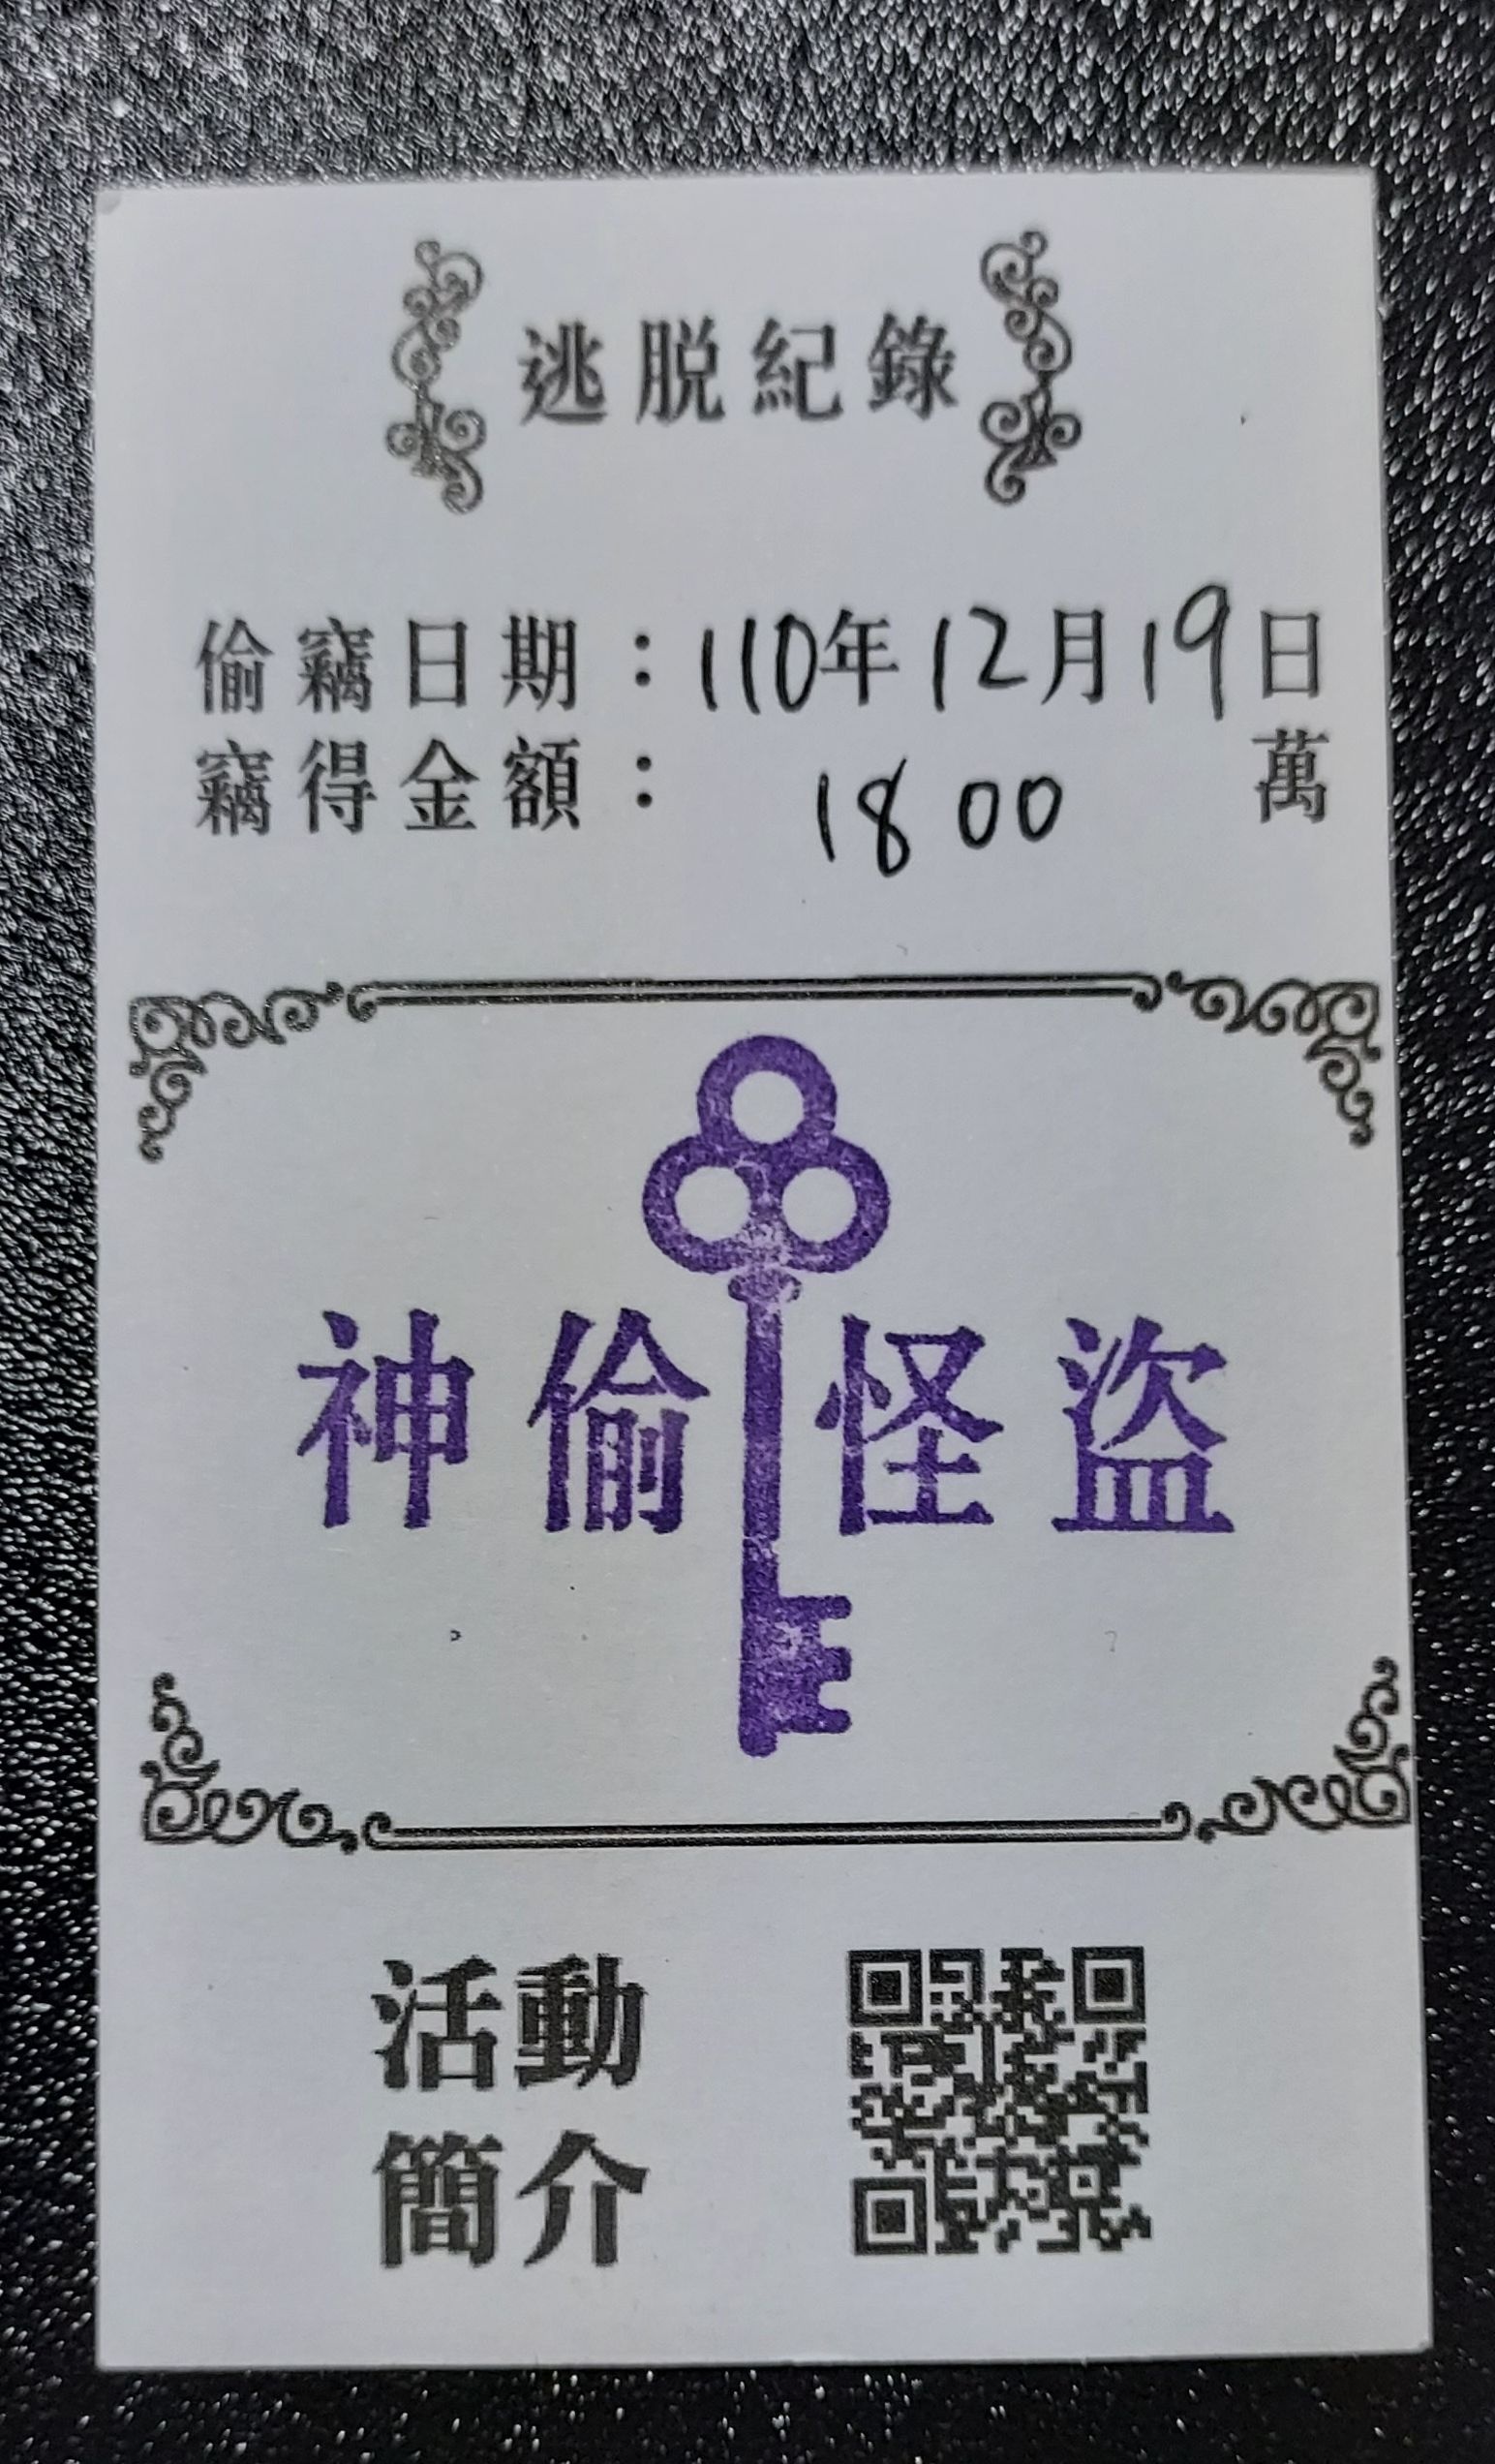 逃脱紀錄
偷竊日期：110年12月19日
竊得金額：1800萬
神偷怪盜
活動
簡介